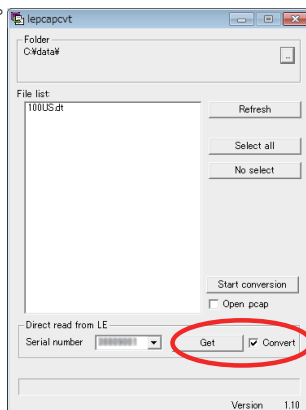 lepcapcvt
Folder
C:¥data¥
..
File list:
100US.dt
Refresh
Select all
No select
Start conversion
Open pcap
Direct read from LE
Serial number
Get
Convert
Version 1.10